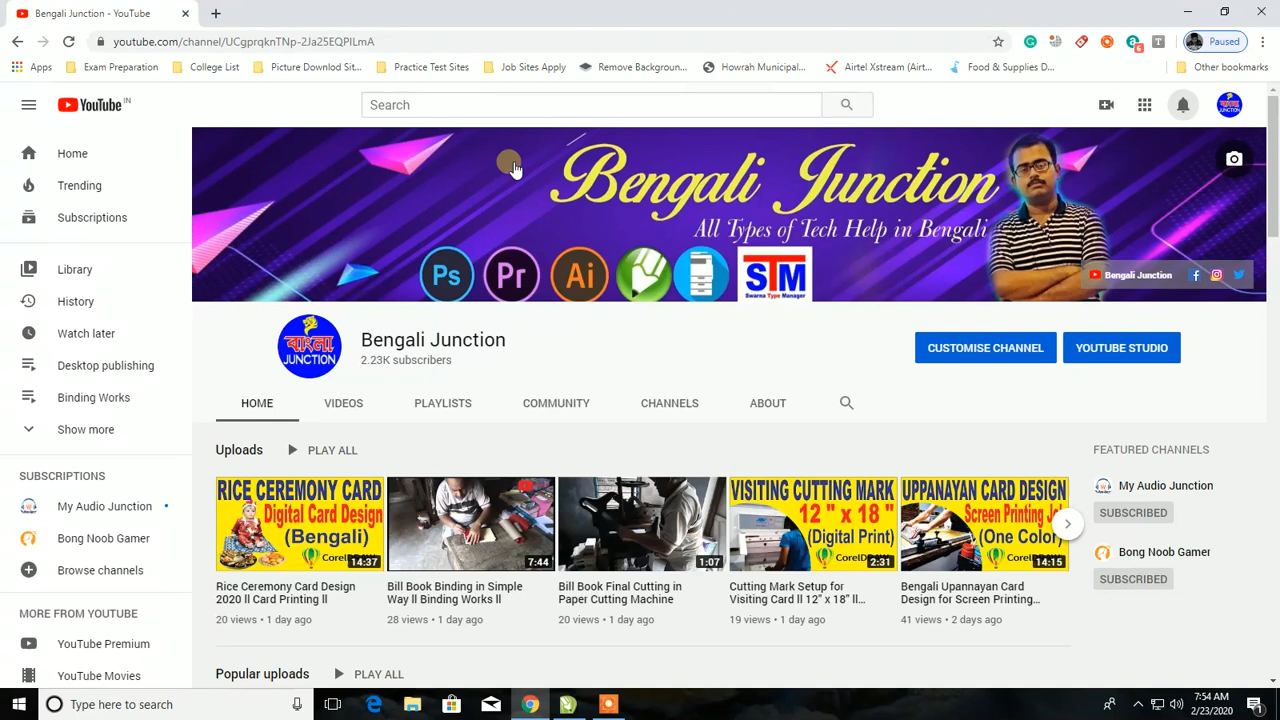 Bengali Junction - YouTube
youtube.com/channel/UCgprqknTNp-2Ja25EQPILmA
Paused
Apps
Exam Preparation
College List
Picture Downlod Sit...
Practice Test Sites
Job Sites Apply
Remove Backgroun...
Howrah Municipal...
Airtel Xstream (Airt...
Food & Supplies D...
Other bookmarks
YouTube IN
Search
Home
Trending
Subscriptions
Library
History
Watch later
Desktop publishing
Binding Works
Show more
SUBSCRIPTIONS
My Audio Junction
Bong Noob Gamer
Browse channels
MORE FROM YOUTUBE
YouTube Premium
YouTube Movies
Bengali Junction
All Types of Tech Help in Bengali
Ps
Pr
Ai
STM
Swarna Type Manager
Bengali Junction
বাংলা
JUNCTION
Bengali Junction
2.23K subscribers
CUSTOMISE CHANNEL
YOUTUBE STUDIO
HOME
VIDEOS
PLAYLISTS
COMMUNITY
CHANNELS
ABOUT
Uploads
PLAY ALL
RICE CEREMONY CARD
Digital Card Design
(Bengali)
CorelDRAW
14:37
Rice Ceremony Card Design
2020 ll Card Printing ll
20 views • 1 day ago
7:44
Bill Book Binding in Simple
Way ll Binding Works ll
28 views • 1 day ago
1:07
Bill Book Final Cutting in
Paper Cutting Machine
20 views • 1 day ago
VISITING CUTTING MARK
12 " x 18 "
(Digital Print)
CorelDRAW
2:31
Cutting Mark Setup for
Visiting Card ll 12" x 18" ll...
19 views • 1 day ago
UPPANAYAN CARD DESIGN
Screen Printing Jo
(One Color)
CorelDRAW
14:15
Bengali Upannayan Card
Design for Screen Printing...
41 views • 2 days ago
FEATURED CHANNELS
My Audio Junction
SUBSCRIBED
Bong Noob Gamer
SUBSCRIBED
Popular uploads
PLAY ALL
Type here to search
7:54 AM
2/23/2020